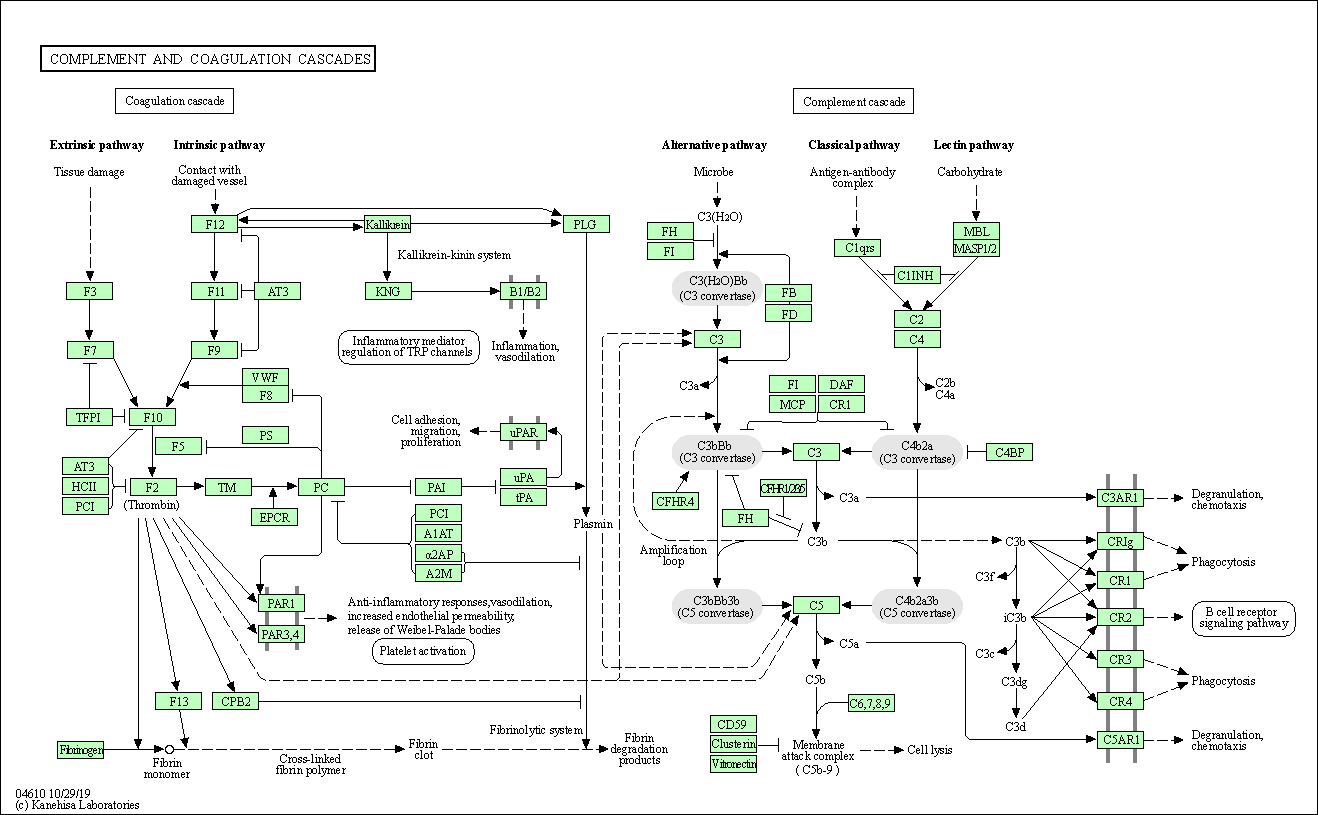 COMPLEMENT AND COAGULATION CASCADES
Coagulation cascade
Complement cascade
Extrinsic pathway
Intrinsic pathway
Alternative pathway
Classical pathway
Lectin pathway
Tissue damage
Contact with
damaged vessel
Microbe
Antigen-antibody
complex
Carbohydrate
F12
Kallikrein
PLG
C3(H2O)
FH
FI
C1qrs
MBL
MASP1/2
Kallikrein-kinin system
C1INH
F3
F11
AT3
KNG
B1/B2
C3(H2O)Bb
(C3 convertase)
FB
FD
C2
C4
F7
F9
Inflammatory mediator
regulation of TRP channels
Inflammation,
vasodilation
C3
VWF
F8
C3a
FI
DAF
MCP
CR1
C2b
C4a
TFPI
F10
F5
PS
Cell adhesion,
migration,
proliferation
uPAR
C3bBb
(C3 convertase)
C3
C4b2a
(C3 convertase)
C4BP
AT3
HCII
PCI
F2
(Thrombin)
TM
PC
PAI
uPA
tPA
EPCR
PCI
A1AT
α2AP
A2M
Plasmin
CFHR4
FH
C3a
C3AR1
Degranulation,
chemotaxis
Amplification
loop
C3b
C3b
CRIg
Phagocytosis
C3f
CR1
PAR1
PAR3,4
Anti-inflammatory responses,vasodilation,
increased endothelial permeability,
release of Weibel-Palade bodies
Platelet activation
C3bBb3b
(C5 convertase)
C5
C4b2a3b
(C5 convertase)
iC3b
CR2
B cell receptor
signaling pathway
C5a
C3c
CR3
C5b
C3dg
Phagocytosis
F13
CPB2
C6,7,8,9
CR4
C3d
Fibrinolytic system
CD59
Clusterin
Vitronectin
Membrane
attack complex
( C5b-9 )
Cell lysis
C5AR1
Degranulation,
chemotaxis
Fibrinogen
Fibrin
monomer
Cross-linked
fibrin polymer
Fibrin
clot
Fibrin
degradation
products
04610 10/29/19
(c) Kanehisa Laboratories